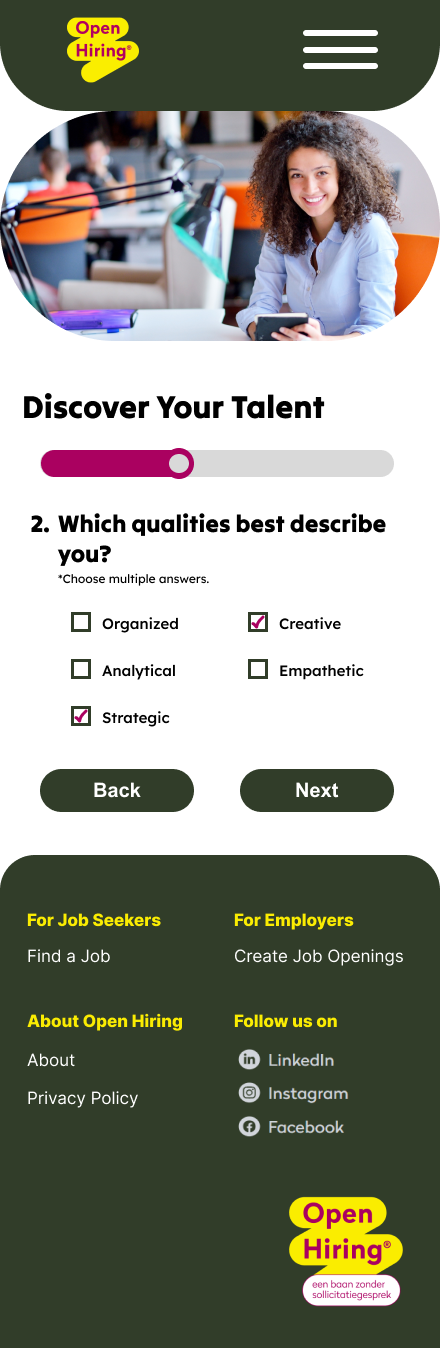 Open
Hiring®
Discover Your Talent
2. Which qualities best describe
you?
*Choose multiple answers.
Organized
Creative
Analytical
Empathetic
Strategic
Back
Next
For Job Seekers
Find a Job
For Employers
Create Job Openings
About Open Hiring
About
Privacy Policy
Follow us on
LinkedIn
Instagram
Facebook
Open
Hiring®
een baan zonder
sollicitatiegesprek